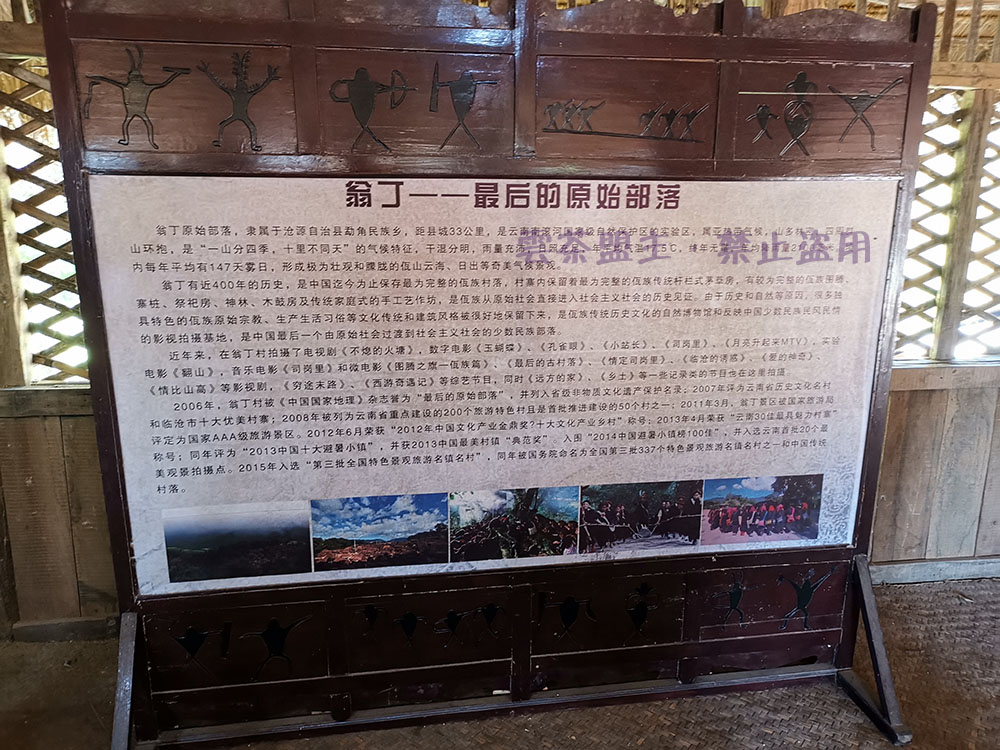 翁丁——最后的原始部落
翁丁原始部落，隶属于沧源自治县勐角佤民族乡，距县城33公里，是云南南滚河国家级自然保护区的实验区，属亚热带气候，山多
山环抱，是“一山分四季，十里不同天”的气候特征，干湿分明，雨量充
内每年平均有147天雾日，形成极为壮观和朦胧的佤山云海、日出等奇美气候景观。
翁丁有近400年的历史，是中国迄今为止保存最为完整的佤族村落，村寨内保留着最为完整的佤族传统杆栏式茅草房，有较为完整的佤族图腾、
寨桩、祭祀房、神林、木鼓房及传统家庭式的手工艺作坊，是佤族从原始社会直接进入社会主义社会的历史见证。由于历史和自然等原因，很多独
具特色的佤族原始宗教、生产生活习俗等文化传统和建筑风格被很好地保留下来，是佤族传统历史文化的自然博物馆和反映中国少数民族民风民情
的影视拍摄基地，是中国最后一个由原始社会过渡到社会主义社会的少数民族部落。
近年来，在翁丁村拍摄了电视剧《不熄的火塘》，数字电影《玉蝴蝶》、《孔雀眼》、《小站长》、《司岗里》、《月亮升起来MTV》，实验
电影《翻山》，音乐电影《司岗里》和微电影《图腾之旅一佤族篇》、《最后的古村落》、《情定司岗里》、《临沧的诱惑》、《爱的神奇》、
《情比山高》等影视剧，《穷途末路》、《西游奇遇记》等综艺节目，同时《远方的家》、《乡土》等一些记录类的节目也在这里拍摄。
2006年，翁丁村被《中国国家地理》杂志誉为“最后的原始部落”，并列入省级非物质文化遗产保护名录；2007年评为云南省历史文化名村
和临沧市十大优美村寨；2008年被列为云南省重点建设的200个旅游特色村且是首批推进建设的50个村之一；2011年3月，翁丁景区被国家旅游局
评定为国家AAA级旅游景区。2012年6月荣获“2012年中国文化产业金鼎奖?十大文化产业乡村”称号；2013年4月荣获“云南30佳最具魅力村寨”
称号；同年评为“2013中国十大避暑小镇”，并获2013中国最美村镇“典范奖” 入围“2014中国避暑小镇榜100佳”，并入选云南首批20个最
美观景拍摄点。2015年入选“第三批全国特色景观旅游名镇名村”，同年被国务院命名为全国第三批337个特色景观旅游名镇名村之一和中国传统
村落。
禁止盗用